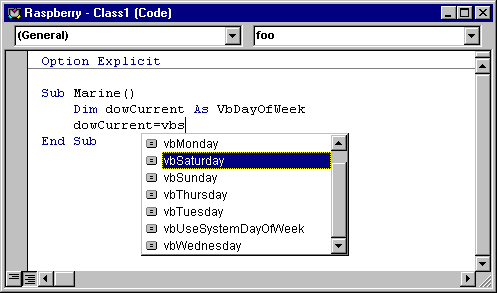 Raspberry - Class1 (Code)
(General) foo
Option Explicit
Sub Marine()
Dim dowCurrent As VbDayOfWeek
dowCurrent=vbs
End Sub
vbMonday
vbSaturday
vbSunday
vbThursday
vbTuesday
vbUseSystemDayOfWeek
vbWednesday